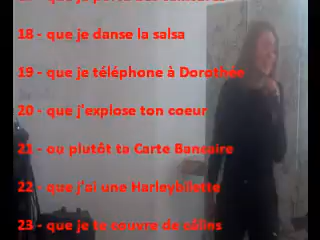 18 - que je danse la salsa
19 - que je téléphone à Dorothée
20 - que j'explose ton coeur
21 - ou plutôt ta Carte Bancaire
22 - que j'ai une Harleybilette
23 - que je te couvre de câlins